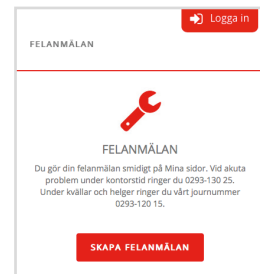 Logga in
FELANMÄLAN
FELANMÄLAN
Du gör din felanmälan smidigt på Mina sidor. Vid akuta
problem under kontorstid ringer du 0293-130 25.
Under kvällar och helger ringer du vårt journummer
0293-120 15.
SKAPA FELANMÄLAN